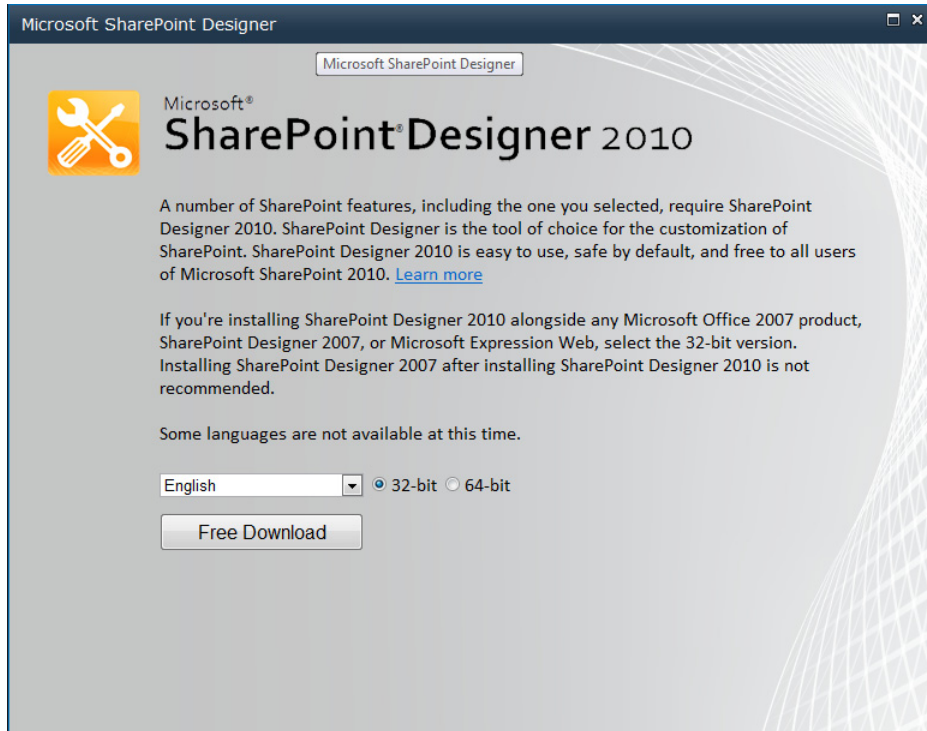 Microsoft SharePoint Designer
Microsoft SharePoint Designer
Microsoft®
SharePoint® Designer 2010
A number of SharePoint features, including the one you selected, require SharePoint
Designer 2010. SharePoint Designer is the tool of choice for the customization of
SharePoint. SharePoint Designer 2010 is easy to use, safe by default, and free to all users
of Microsoft SharePoint 2010. Learn more
If you're installing SharePoint Designer 2010 alongside any Microsoft Office 2007 product,
SharePoint Designer 2007, or Microsoft Expression Web, select the 32-bit version.
Installing SharePoint Designer 2007 after installing SharePoint Designer 2010 is not
recommended.
Some languages are not available at this time.
English 32-bit 64-bit
Free Download